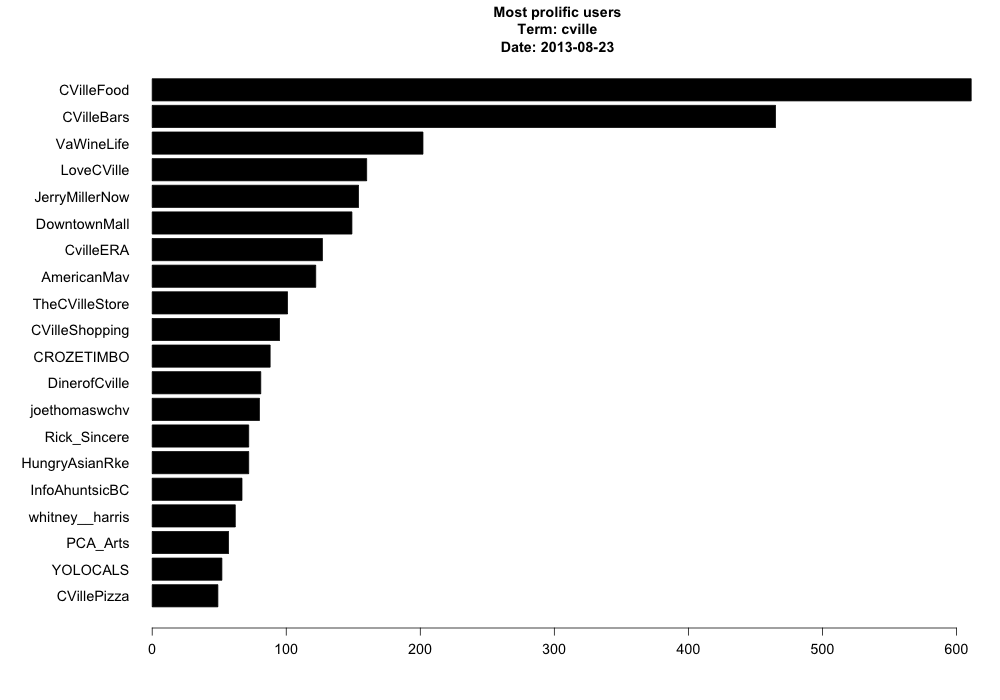 Most prolific users
Term: cville
Date: 2013-08-23
CVilleFood
CVilleBars
VaWineLife
LoveCVille
JerryMillerNow
DowntownMall
CvilleERA
AmericanMav
TheCVilleStore
CVilleShopping
CROZETIMBO
DinerofCville
joethomaswchv
Rick_Sincere
HungryAsianRke
InfoAhuntsicBC
whitney__harris
PCA_Arts
YOLOCALS
CVillePizza
0 100 200 300 400 500 600